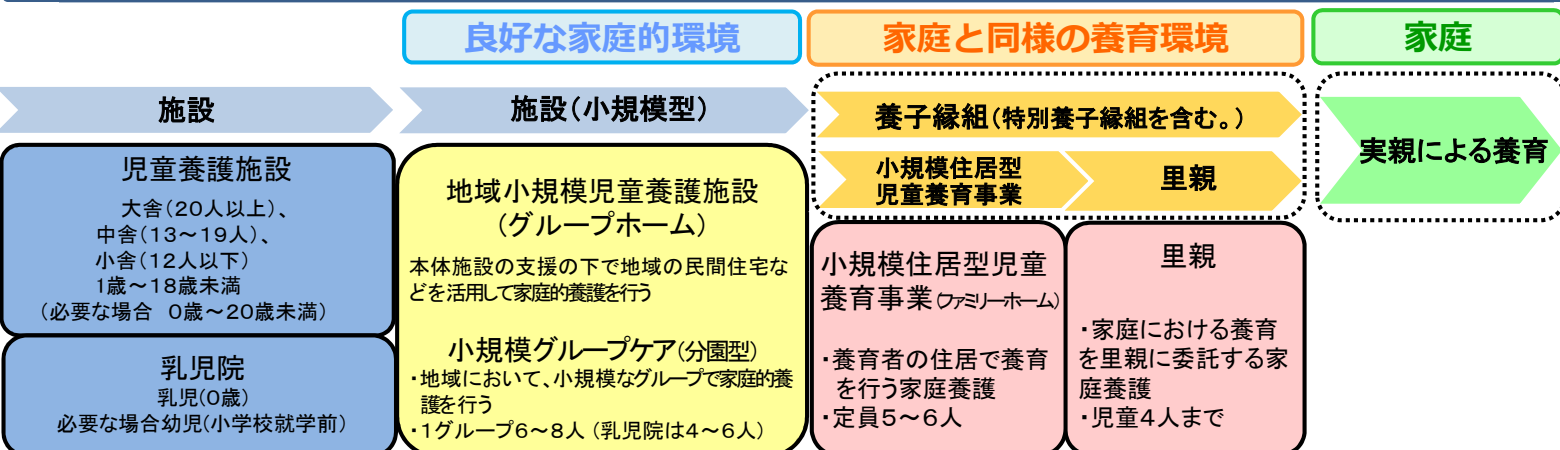 良好な家庭的環境
家庭と同様の養育環境
家庭
施設
施設(小規模型)
養子縁組(特別養子縁組を含む。)
小規模住居型
児童養育事業
里親
実親による養育
児童養護施設
大舎(20人以上)、
中舎(13~19人)、
小舎(12人以下)
1歳~18歳未満
(必要な場合 0歳~20歳未満)
乳児院
乳児(0歳)
必要な場合幼児(小学校就学前)
地域小規模児童養護施設
(グループホーム)
本体施設の支援の下で地域の民間住宅な
どを活用して家庭的養護を行う
小規模グループケア(分園型)
・地域において、小規模なグループで家庭的養
護を行う
・1グループ6~8人 (乳児院は4~6人)
小規模住居型児童
養育事業(ファミリーホーム)
・養育者の住居で養育
を行う家庭養護
・定員5~6人
里親
・家庭における養育
を里親に委託する家
庭養護
・児童4人まで